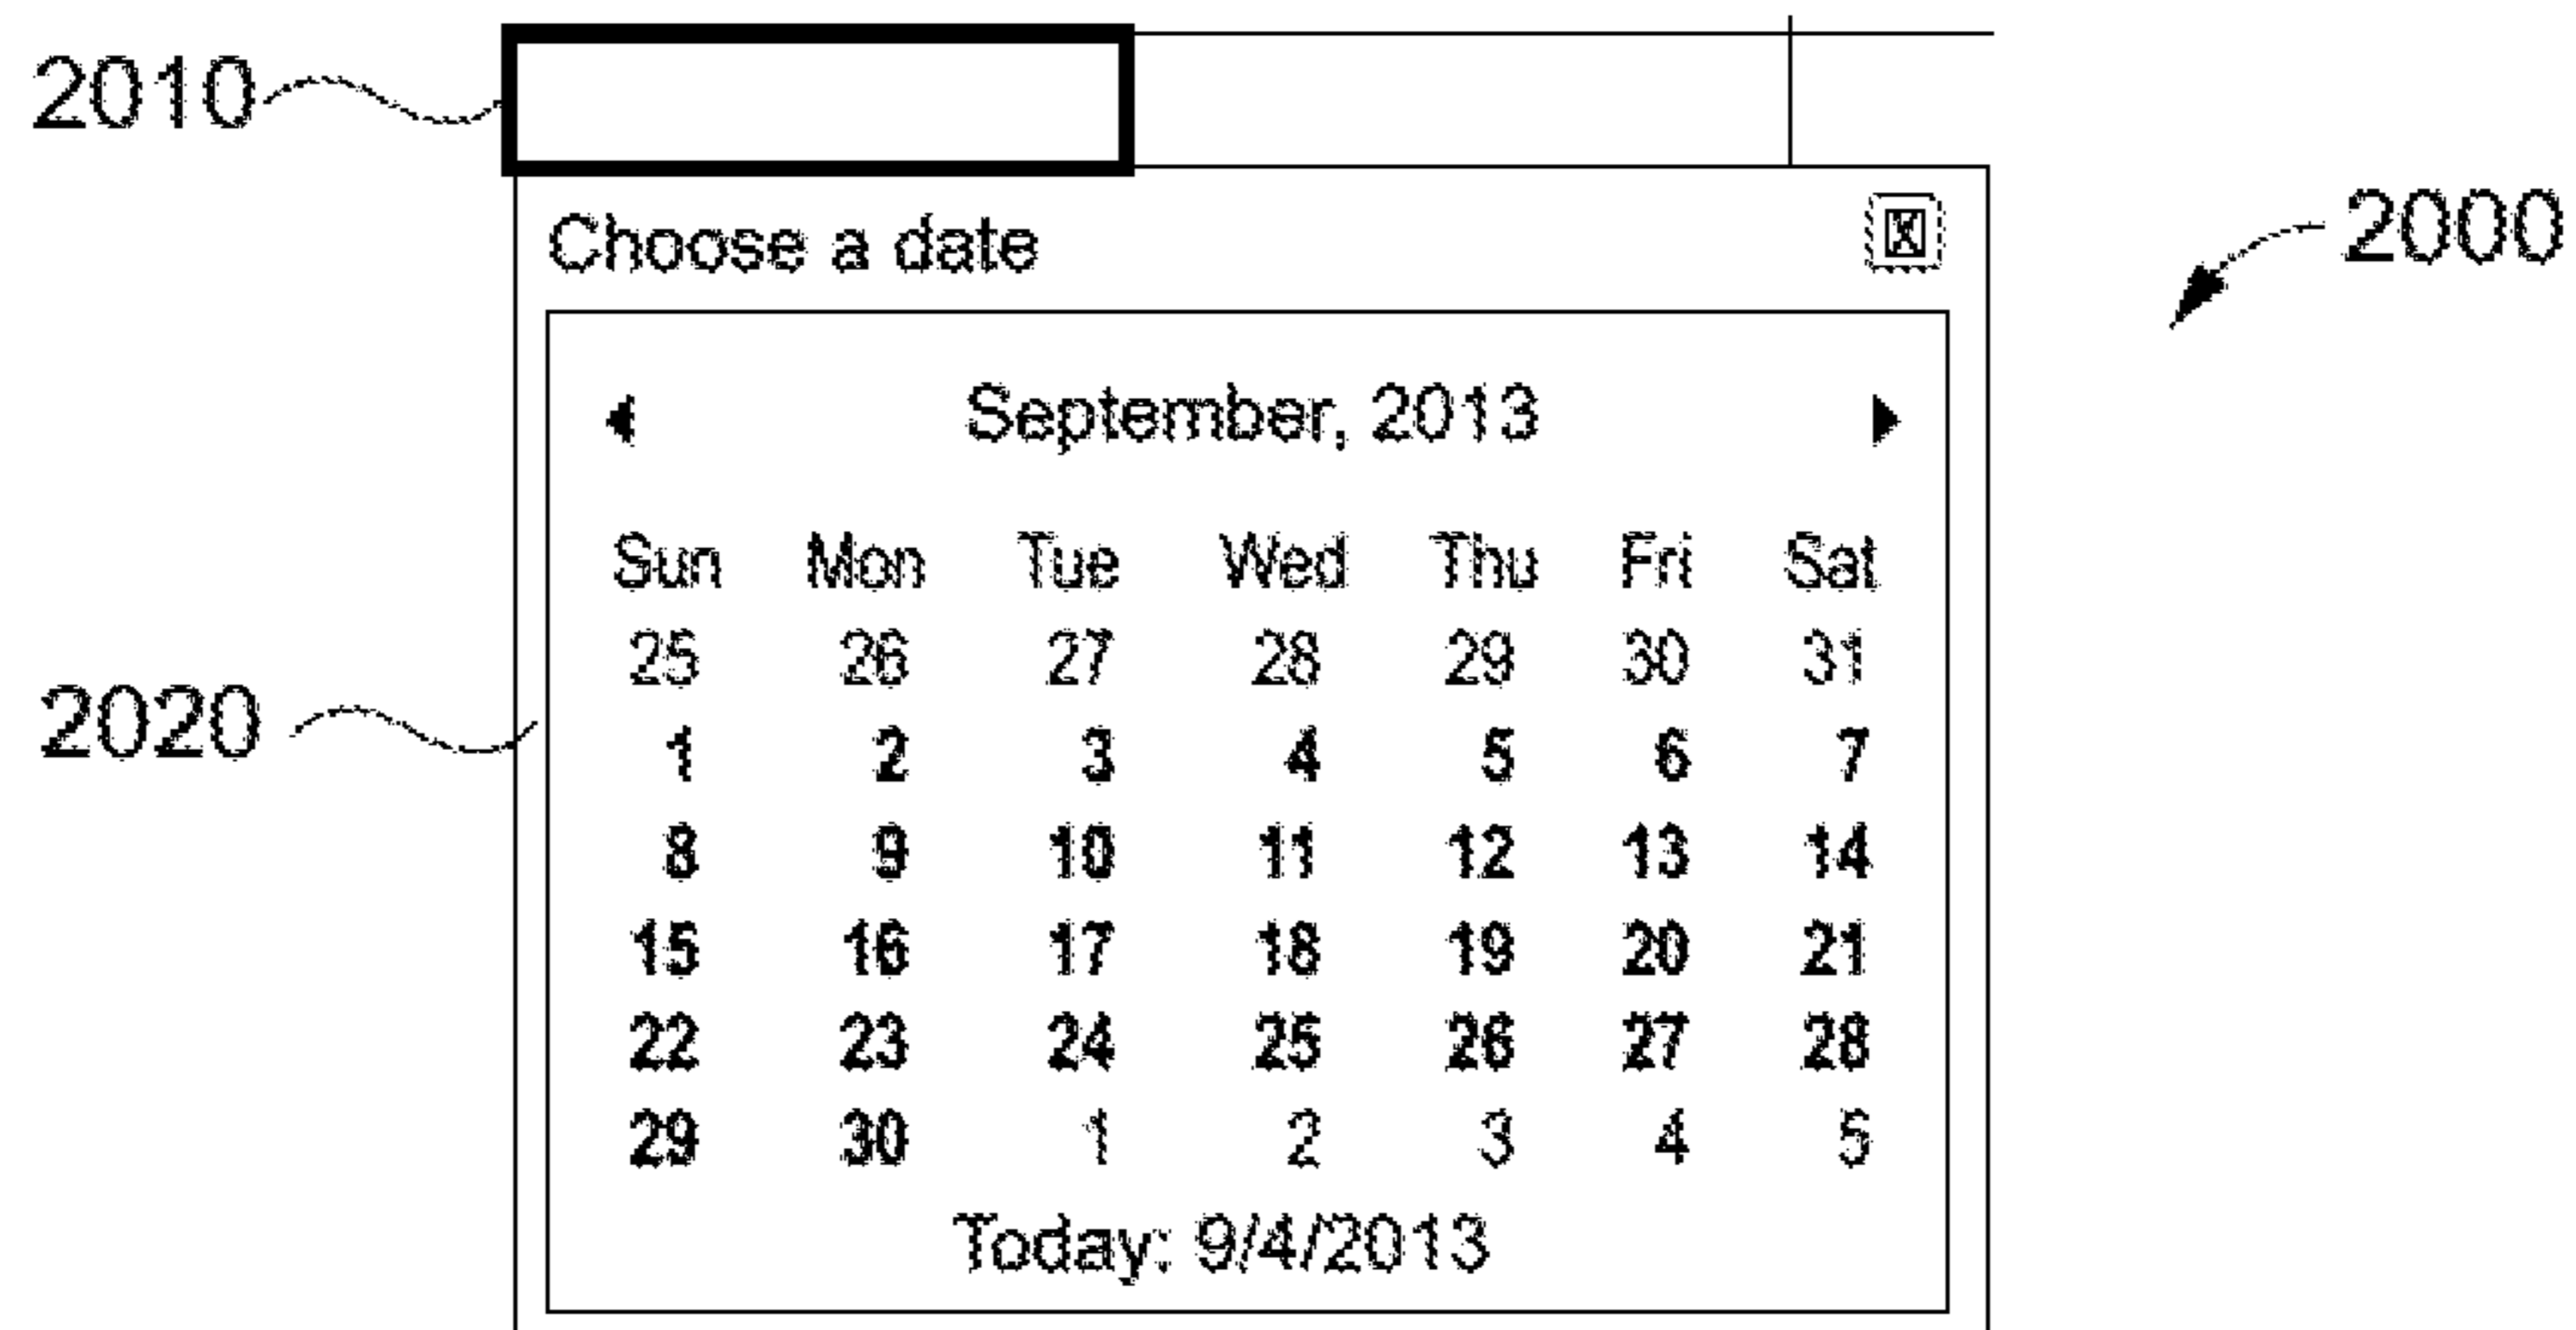 2010
Choose a date
2000
September, 2013
Sun Mon Tue Wed Thu Fri Sat
25 26 27 28 29 30 31
2020
1 2 3 4 5 6 7
8 9 10 11 12 13 14
15 16 17 18 19 20 21
22 23 24 25 26 27 28
29 30 1 2 3 4 5
Today: 9/4/2013